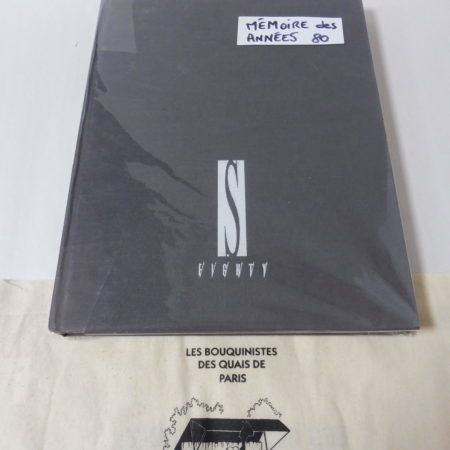 MÉMOIRE des
ANNÉES 80
S
EIGHTY
LES BOUQUINISTES
DES QUAIS DE
PARIS